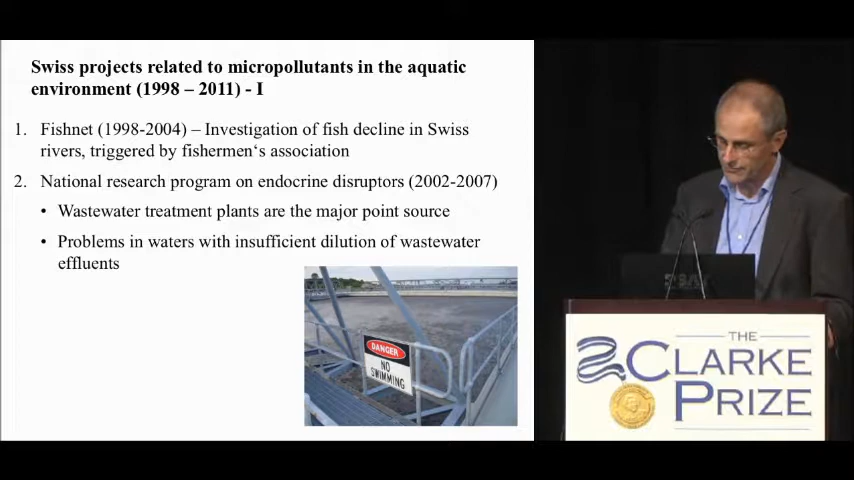 Swiss projects related to micropollutants in the aquatic
environment (1998 – 2011) - I
1. Fishnet (1998-2004) – Investigation of fish decline in Swiss
rivers, triggered by fishermen‘s association
2. National research program on endocrine disruptors (2002-2007)
• Wastewater treatment plants are the major point source
• Problems in waters with insufficient dilution of wastewater
effluents
DANGER
NO
SWIMMING
THE
CLARKE
PRIZE